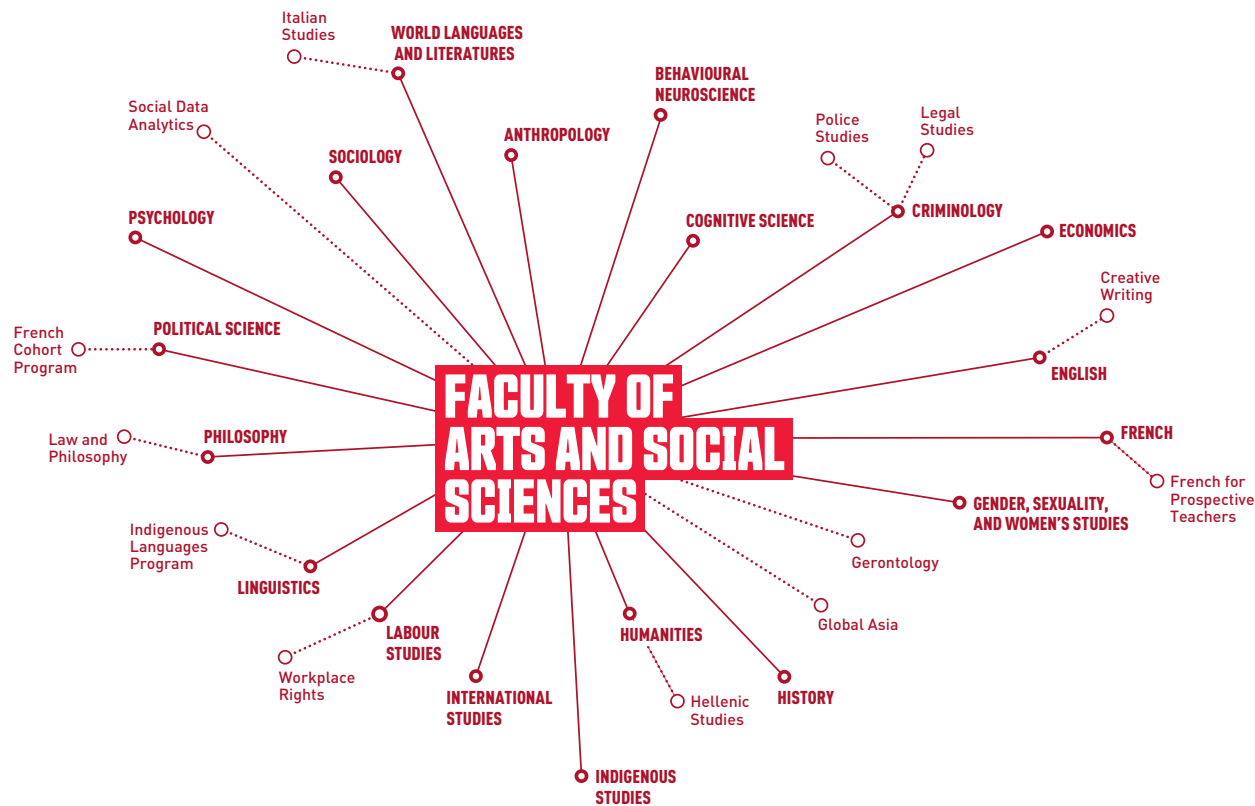 Italian
Studies
WORLD LANGUAGES
AND LITERATURES
BEHAVIOURAL
NEUROSCIENCE
Social Data
Analytics
SOCIOLOGY
ANTHROPOLOGY
Police
Studies
Legal
Studies
PSYCHOLOGY
COGNITIVE SCIENCE
CRIMINOLOGY
ECONOMICS
Creative
Writing
French
Cohort
Program
POLITICAL SCIENCE
ENGLISH
FACULTY OF
ARTS AND SOCIAL
SCIENCES
Law and
Philosophy
PHILOSOPHY
FRENCH
French for
Prospective
Teachers
GENDER, SEXUALITY,
AND WOMEN'S STUDIES
Indigenous
Languages
Program
LINGUISTICS
Gerontology
Global Asia
LABOUR
STUDIES
HUMANITIES
Workplace
Rights
INTERNATIONAL
STUDIES
Hellenic
Studies
HISTORY
INDIGENOUS
STUDIES